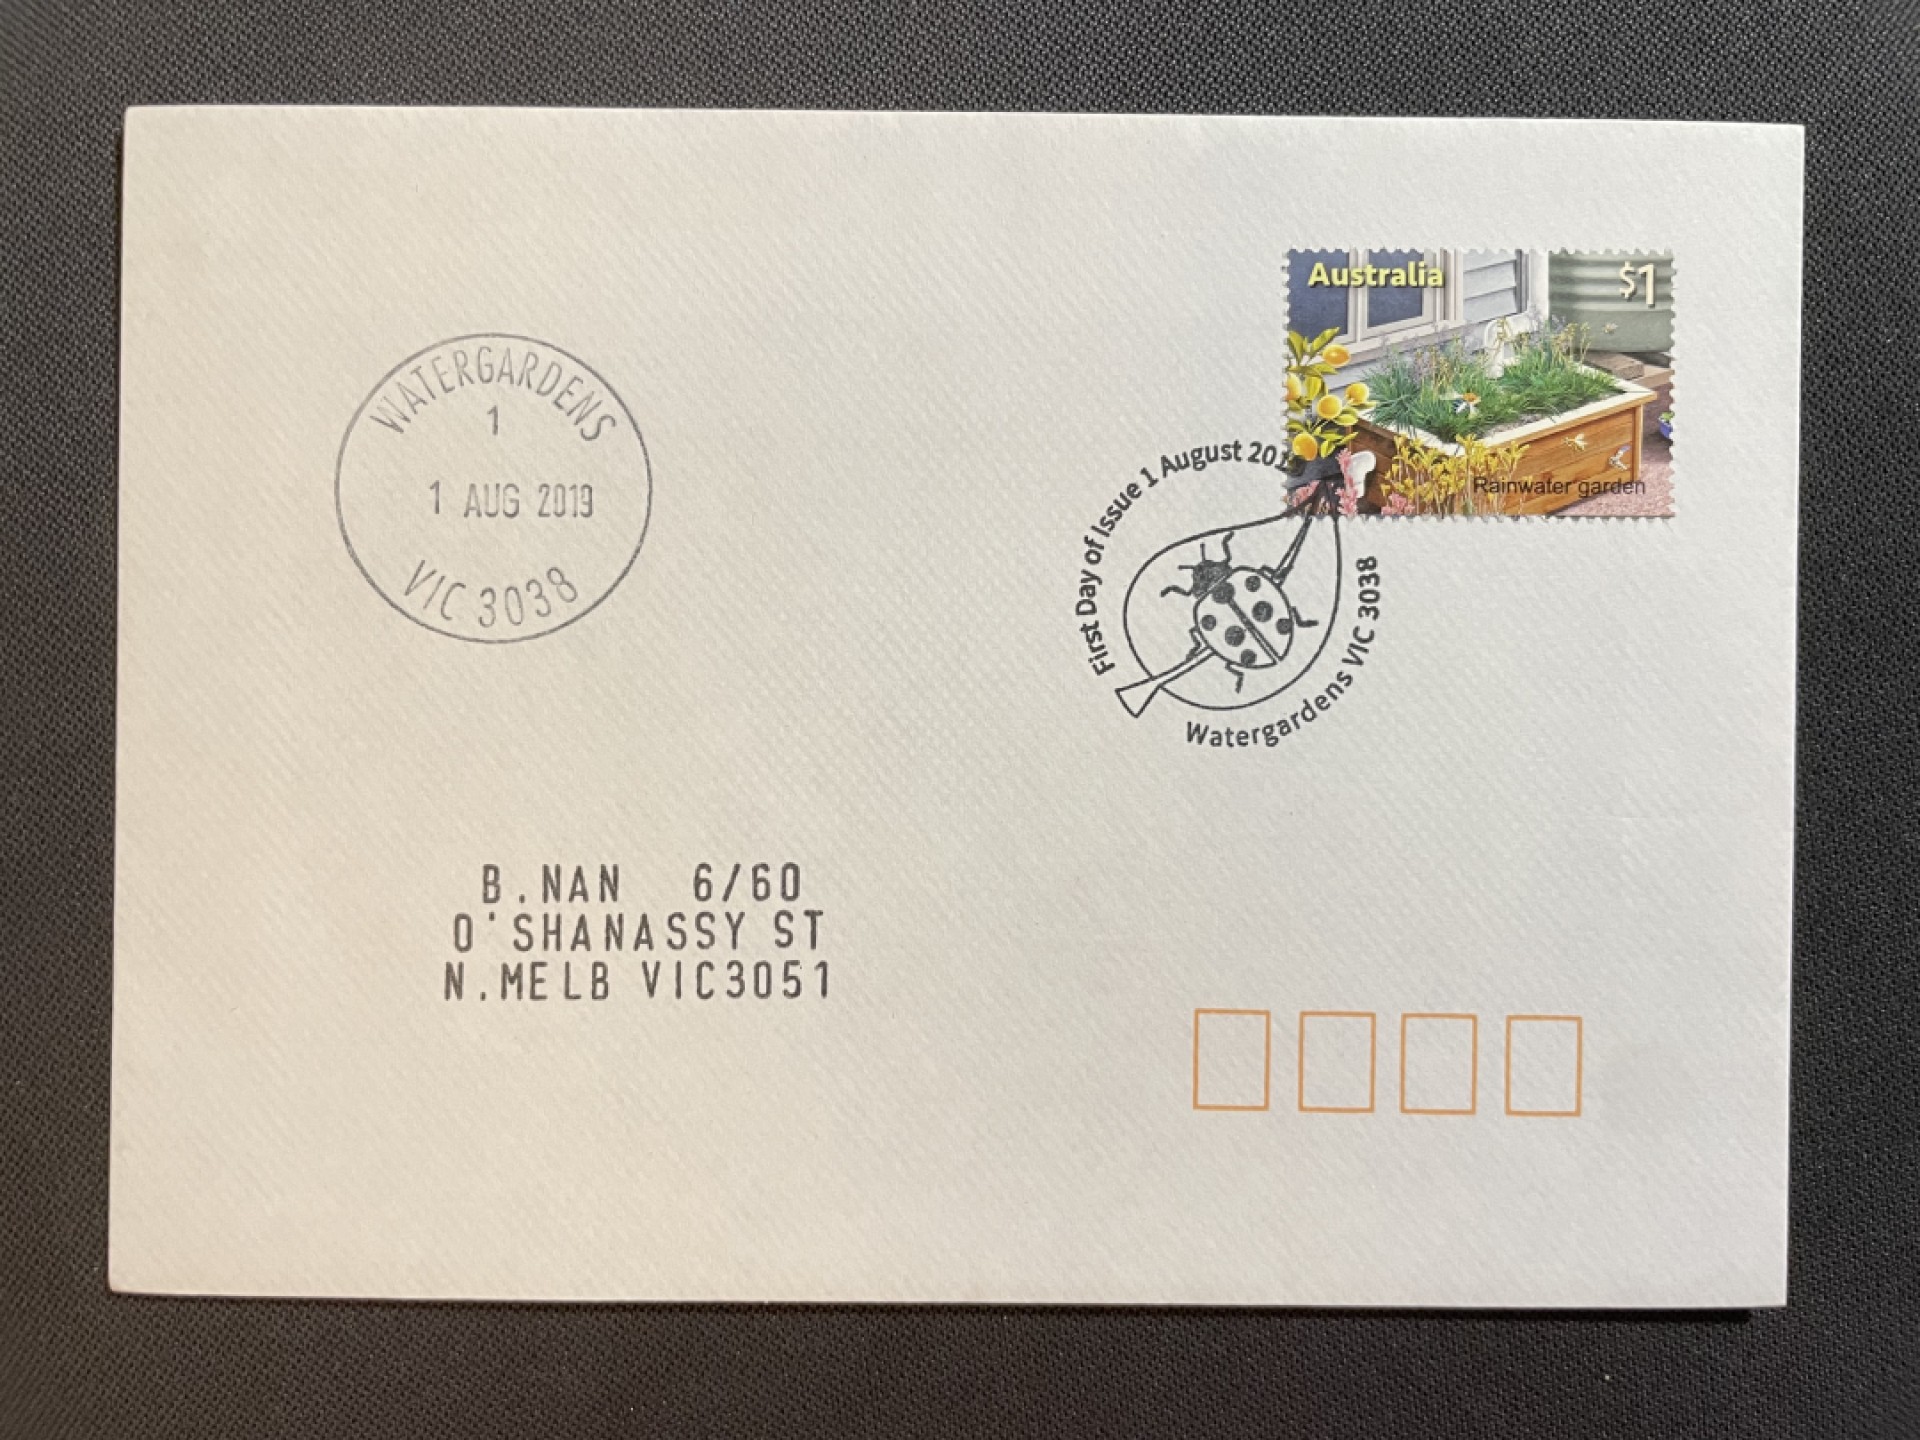 Australia
$1
Rainwater garden
WATERGARDENS
1
1 AUG 2019
VIC 3038
First Day of Issue 1 August 2019
Watergardens VIC 3038
B.NAN 6/60
O'SHANASSY ST
N.MELB VIC3051